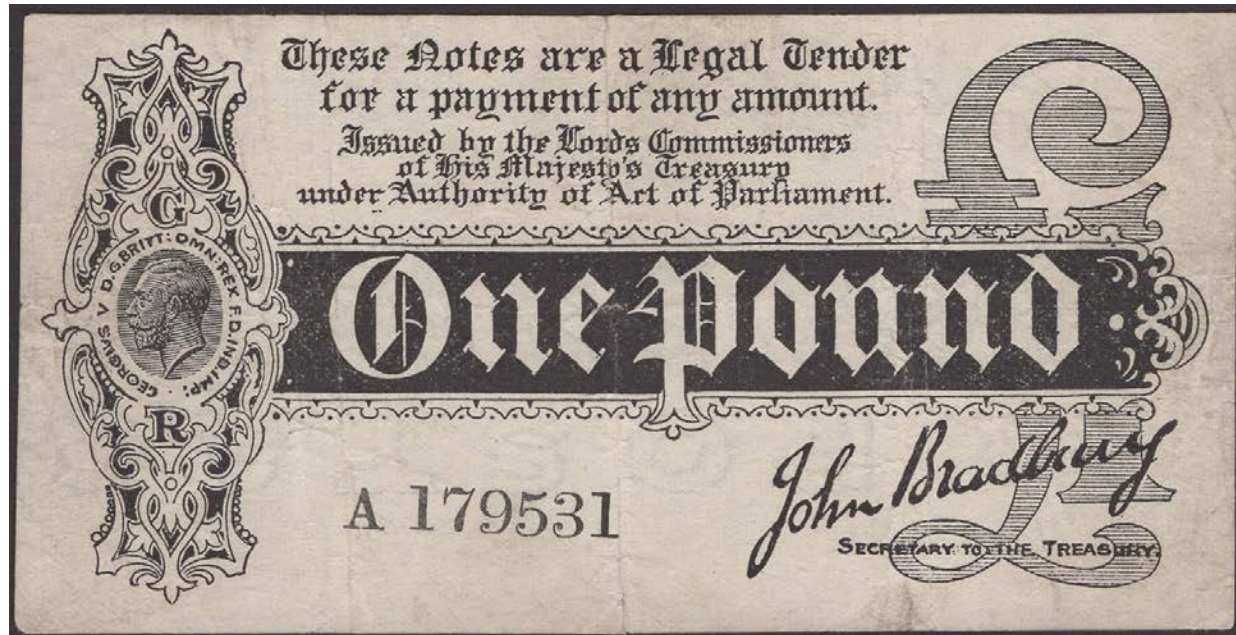 These Notes are a Legal Tender
for a payment of any amount.
Issued by the Lords Commissioners
of His Majesty's Treasury
under Authority of Act of Parliament.
£1
G
GEORGIVS V D.G.BRITT: OMN: REX F.D.IND: IMP:
One Pound
R
£1
A 179531
John Bradbury
SECRETARY TO THE TREASURY.